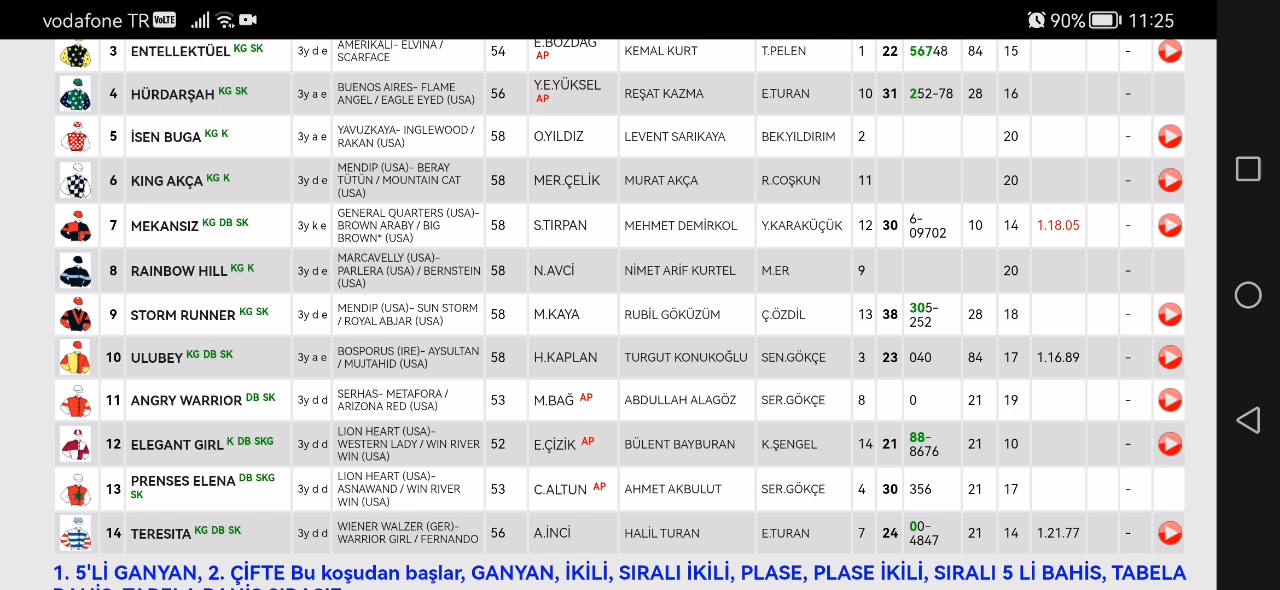 vodafone TR VoLTE 90% 11:25
3 ENTELLEKTÜEL KG SK 3y d e AMERİKALI- ELVINA / SCARFACE 54 E.BOZDAĞ AP KEMAL KURT T.PELEN 1 22 56748 84 15 -
4 HÜRDARŞAH KG SK 3y a e BUENOS AIRES- FLAME ANGEL / EAGLE EYED (USA) 56 Y.E.YÜKSEL AP REŞAT KAZMA E.TURAN 10 31 252-78 28 16 -
5 İSEN BUGA KG K 3y a e YAVUZKAYA- INGLEWOOD / RAKAN (USA) 58 O.YILDIZ LEVENT SARIKAYA BEK.YILDIRIM 2 20 -
6 KING AKÇA KG K 3y d e MENDIP (USA)- BERAY TÜTÜN / MOUNTAIN CAT (USA) 58 MER.ÇELİK MURAT AKÇA R.COŞKUN 11 20 -
7 MEKANSIZ KG DB SK 3y k e GENERAL QUARTERS (USA)- BROWN ARABY / BIG BROWN* (USA) 58 S.TIRPAN MEHMET DEMİRKOL Y.KARAKÜÇÜK 12 30 6-09702 10 14 1.18.05 -
8 RAINBOW HILL KG K 3y d e MARCAVELLY (USA)- PARLERA (USA) / BERNSTEIN (USA) 58 N.AVCİ NİMET ARİF KURTEL M.ER 9 20 -
9 STORM RUNNER KG SK 3y d e MENDIP (USA)- SUN STORM / ROYAL ABJAR (USA) 58 M.KAYA RUBİL GÖKÜZÜM Ç.ÖZDİL 13 38 305-252 28 18 -
10 ULUBEY KG DB SK 3y a e BOSPORUS (IRE)- AYSULTAN / MUJTAHID (USA) 58 H.KAPLAN TURGUT KONUKOĞLU SEN.GÖKÇE 3 23 040 84 17 1.16.89 -
11 ANGRY WARRIOR DB SK 3y d d SERHAS- METAFORA / ARIZONA RED (USA) 53 M.BAĞ AP ABDULLAH ALAGÖZ SER.GÖKÇE 8 0 21 19 -
12 ELEGANT GIRL K DB SKG 3y d d LION HEART (USA)- WESTERN LADY / WIN RIVER WIN (USA) 52 E.ÇİZİK AP BÜLENT BAYBURAN K.ŞENGEL 14 21 88-8676 21 10 -
13 PRENSES ELENA DB SKG SK 3y d d LION HEART (USA)- ASNAWAND / WIN RIVER WIN (USA) 53 C.ALTUN AP AHMET AKBULUT SER.GÖKÇE 4 30 356 21 17 -
14 TERESITA KG DB SK 3y d d WIENER WALZER (GER)- WARRIOR GIRL / FERNANDO 56 A.İNCİ HALİL TURAN E.TURAN 7 24 00-4847 21 14 1.21.77 -
1. 5'Lİ GANYAN, 2. ÇİFTE Bu koşudan başlar, GANYAN, İKİLİ, SIRALI İKİLİ, PLASE, PLASE İKİLİ, SIRALI 5 Lİ BAHİS, TABELA